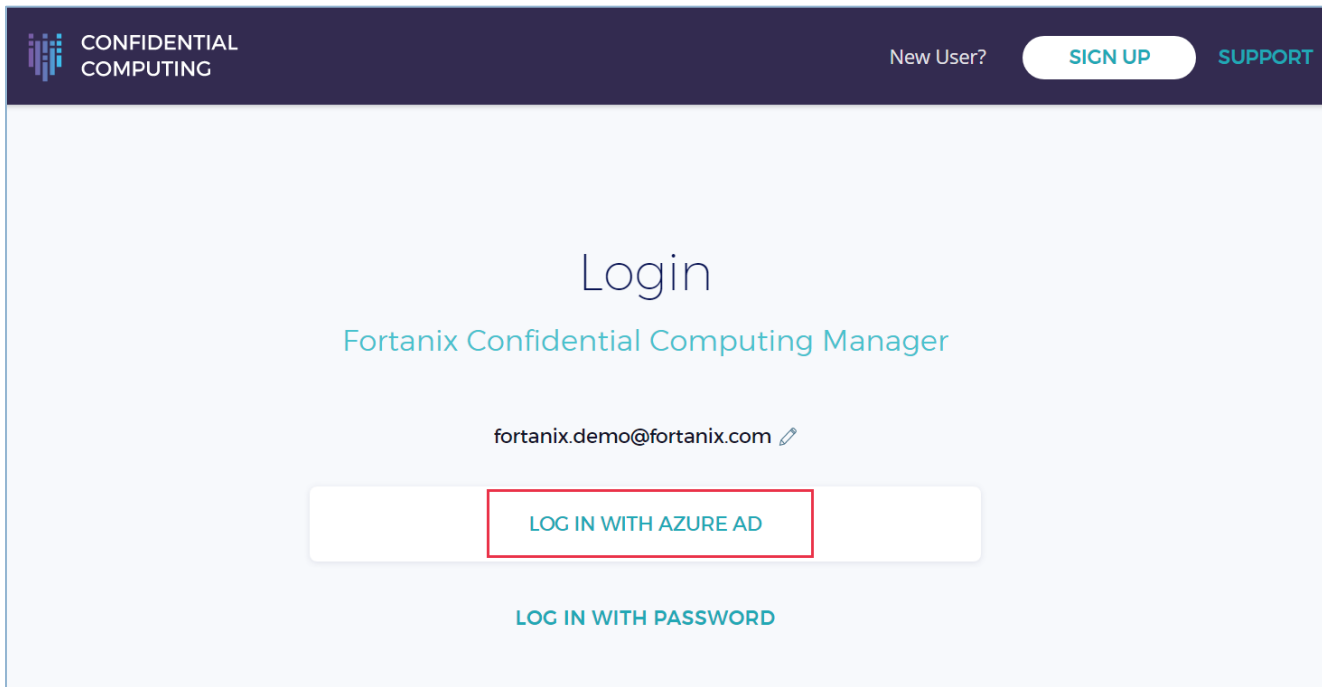 CONFIDENTIAL
COMPUTING
New User?
SIGN UP
SUPPORT
Login
Fortanix Confidential Computing Manager
fortanix.demo@fortanix.com
LOG IN WITH AZURE AD
LOG IN WITH PASSWORD